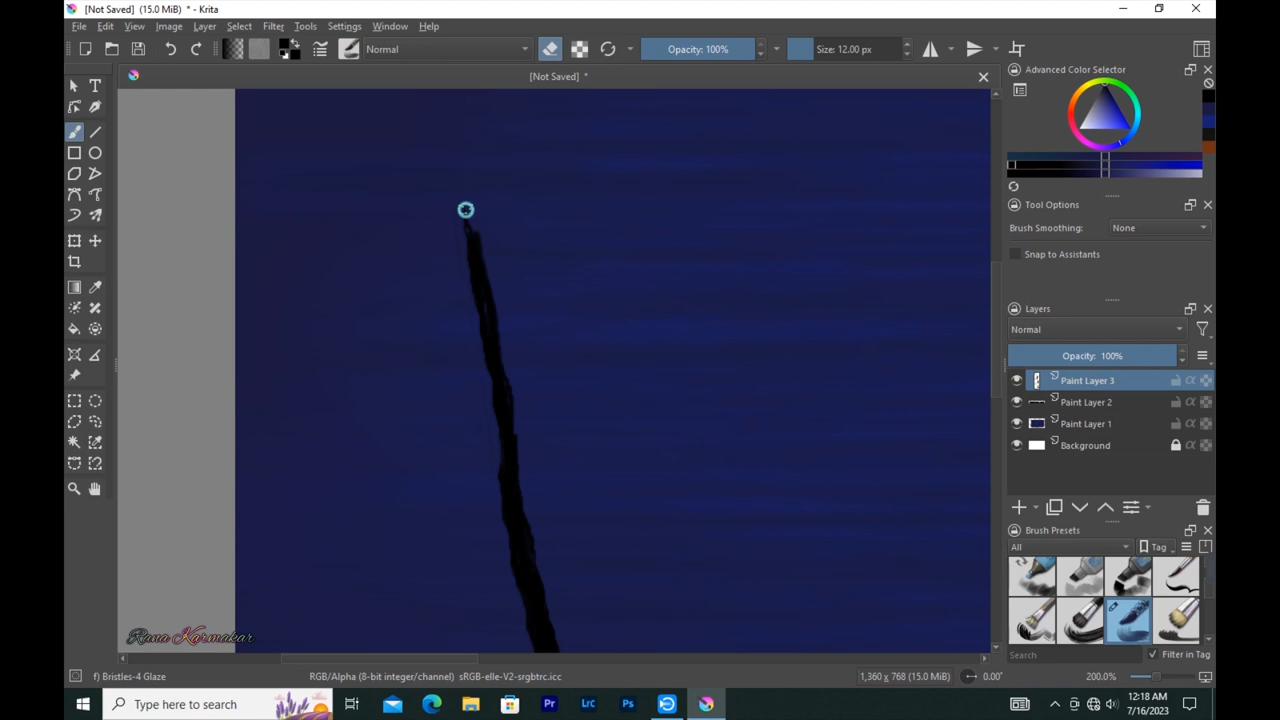 [Not Saved] (15.0 MiB) * - Krita
File Edit View Image Layer Select Filter Tools Settings Window Help
Normal
Opacity: 100%
Size: 12.00 px
[Not Saved] *
Advanced Color Selector
Tool Options
Brush Smoothing: None
Snap to Assistants
Layers
Normal
Opacity: 100%
Paint Layer 3
Paint Layer 2
Paint Layer 1
Background
Brush Presets
All
Tag
Search
Filter in Tag
Rana Karmakar
f) Bristles-4 Glaze
RGB/Alpha (8-bit integer/channel) sRGB-elle-V2-srgbtrc.icc
1,360 x 768 (15.0 MiB)
0.00°
200.0%
Type here to search
Pr
Lrc
Ps
12:18 AM
7/16/2023